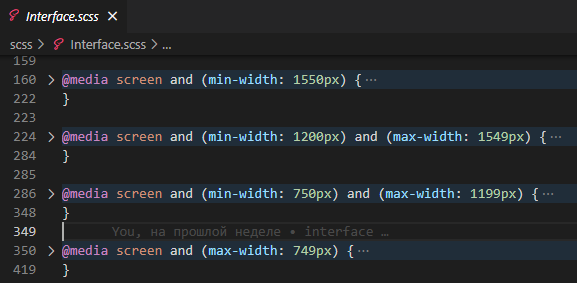 Interface.scss
scss > Interface.scss > ...
159
160 > @media screen and (min-width: 1550px) {···
222 }
223
224 > @media screen and (min-width: 1200px) and (max-width: 1549px) {···
284 }
285
286 > @media screen and (min-width: 750px) and (max-width: 1199px) {···
348 }
349 You, на прошлой неделе • interface …
350 > @media screen and (max-width: 749px) {···
419 }